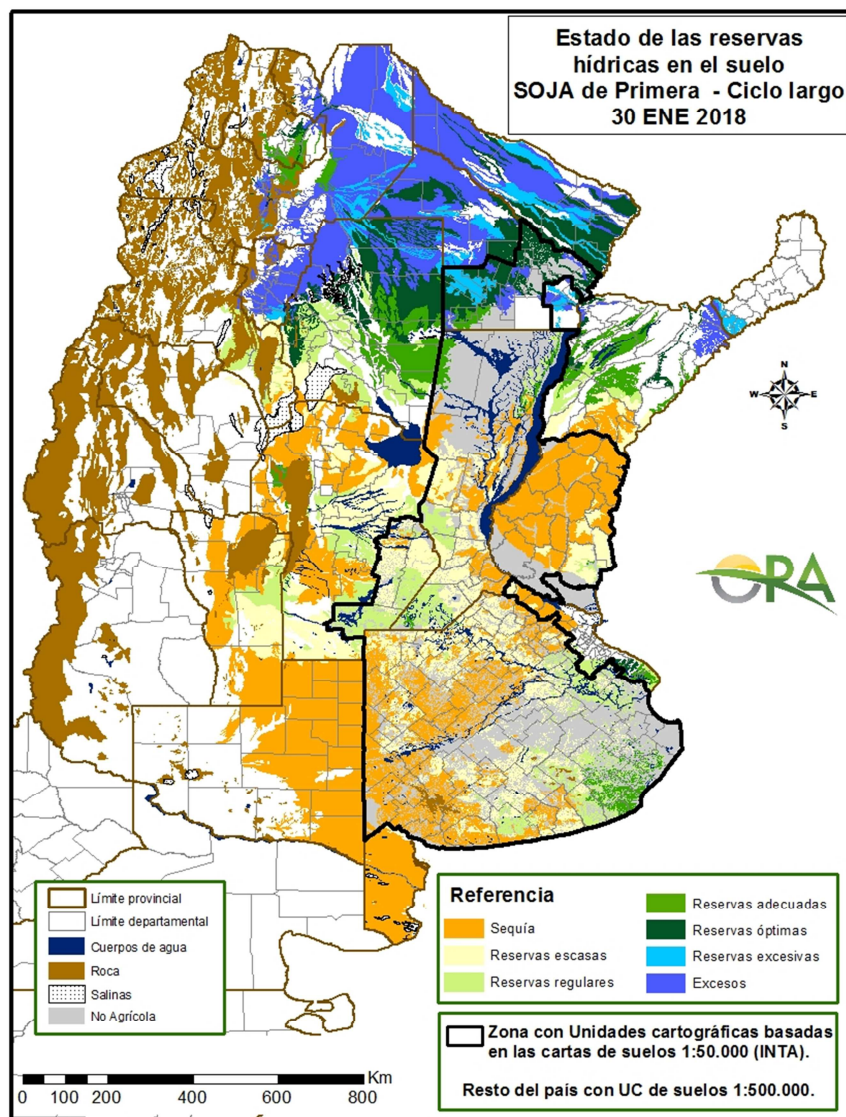 Estado de las reservas
hídricas en el suelo
SOJA de Primera - Ciclo largo
30 ENE 2018
N
W
E
S
ORA
Límite provincial
Límite departamental
Cuerpos de agua
Roca
Salinas
No Agrícola
Referencia
Sequía
Reservas escasas
Reservas regulares
Reservas adecuadas
Reservas óptimas
Reservas excesivas
Excesos
Zona con Unidades cartográficas basadas
en las cartas de suelos 1:50.000 (INTA).
Resto del país con UC de suelos 1:500.000.
Km
0 100 200 400 600 800